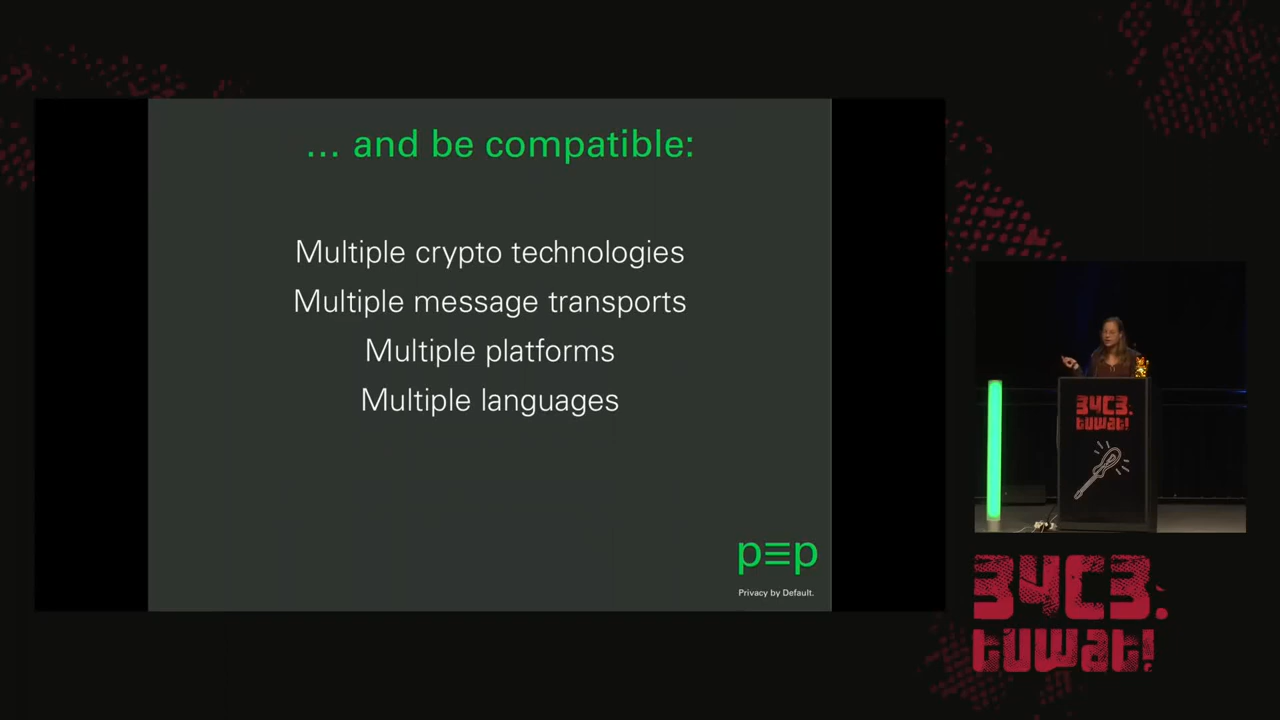 ... and be compatible:
Multiple crypto technologies
Multiple message transports
Multiple platforms
Multiple languages
p≡p
Privacy by Default.
34C3.
tuwat!
34C3.
tuwat!